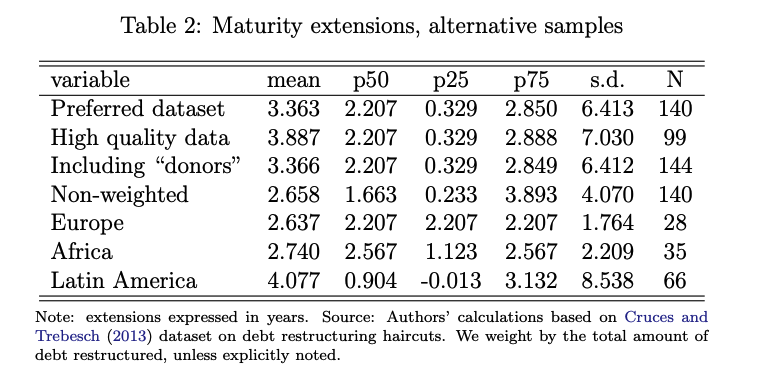 Table 2: Maturity extensions, alternative samples
variable mean p50 p25 p75 s.d. N
Preferred dataset 3.363 2.207 0.329 2.850 6.413 140
High quality data 3.887 2.207 0.329 2.888 7.030 99
Including “donors” 3.366 2.207 0.329 2.849 6.412 144
Non-weighted 2.658 1.663 0.233 3.893 4.070 140
Europe 2.637 2.207 2.207 2.207 1.764 28
Africa 2.740 2.567 1.123 2.567 2.209 35
Latin America 4.077 0.904 -0.013 3.132 8.538 66
Note: extensions expressed in years. Source: Authors’ calculations based on Cruces and
Trebesch (2013) dataset on debt restructuring haircuts. We weight by the total amount of
debt restructured, unless explicitly noted.